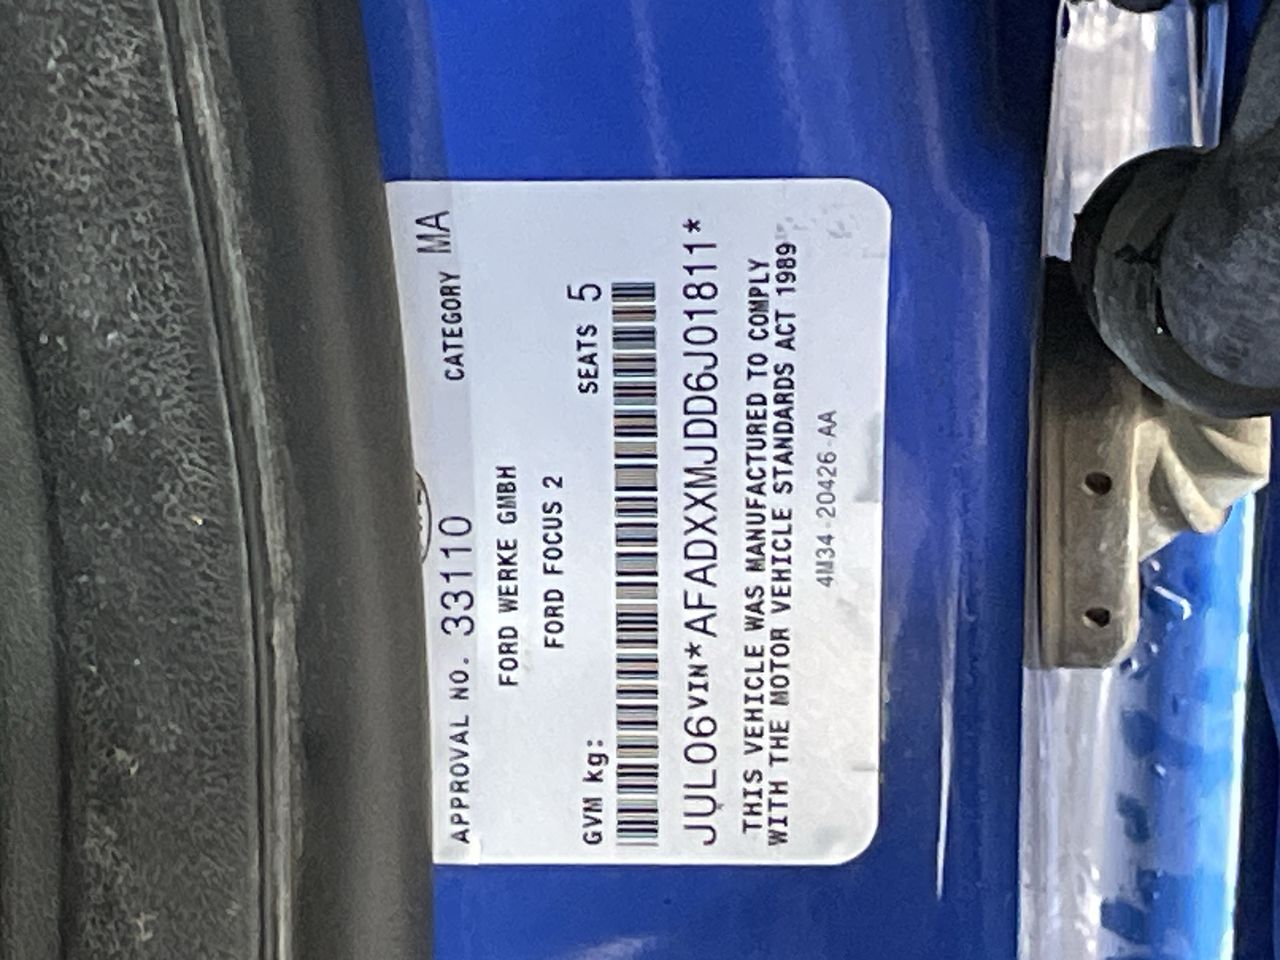 APPROVAL NO. 33110 CATEGORY MA
FORD WERKE GMBH
FORD FOCUS 2
GVM kg: SEATS 5
JUL06VIN*AFADXXMJDD6J01811*
THIS VEHICLE WAS MANUFACTURED TO COMPLY
WITH THE MOTOR VEHICLE STANDARDS ACT 1989
4M34-20426-AA